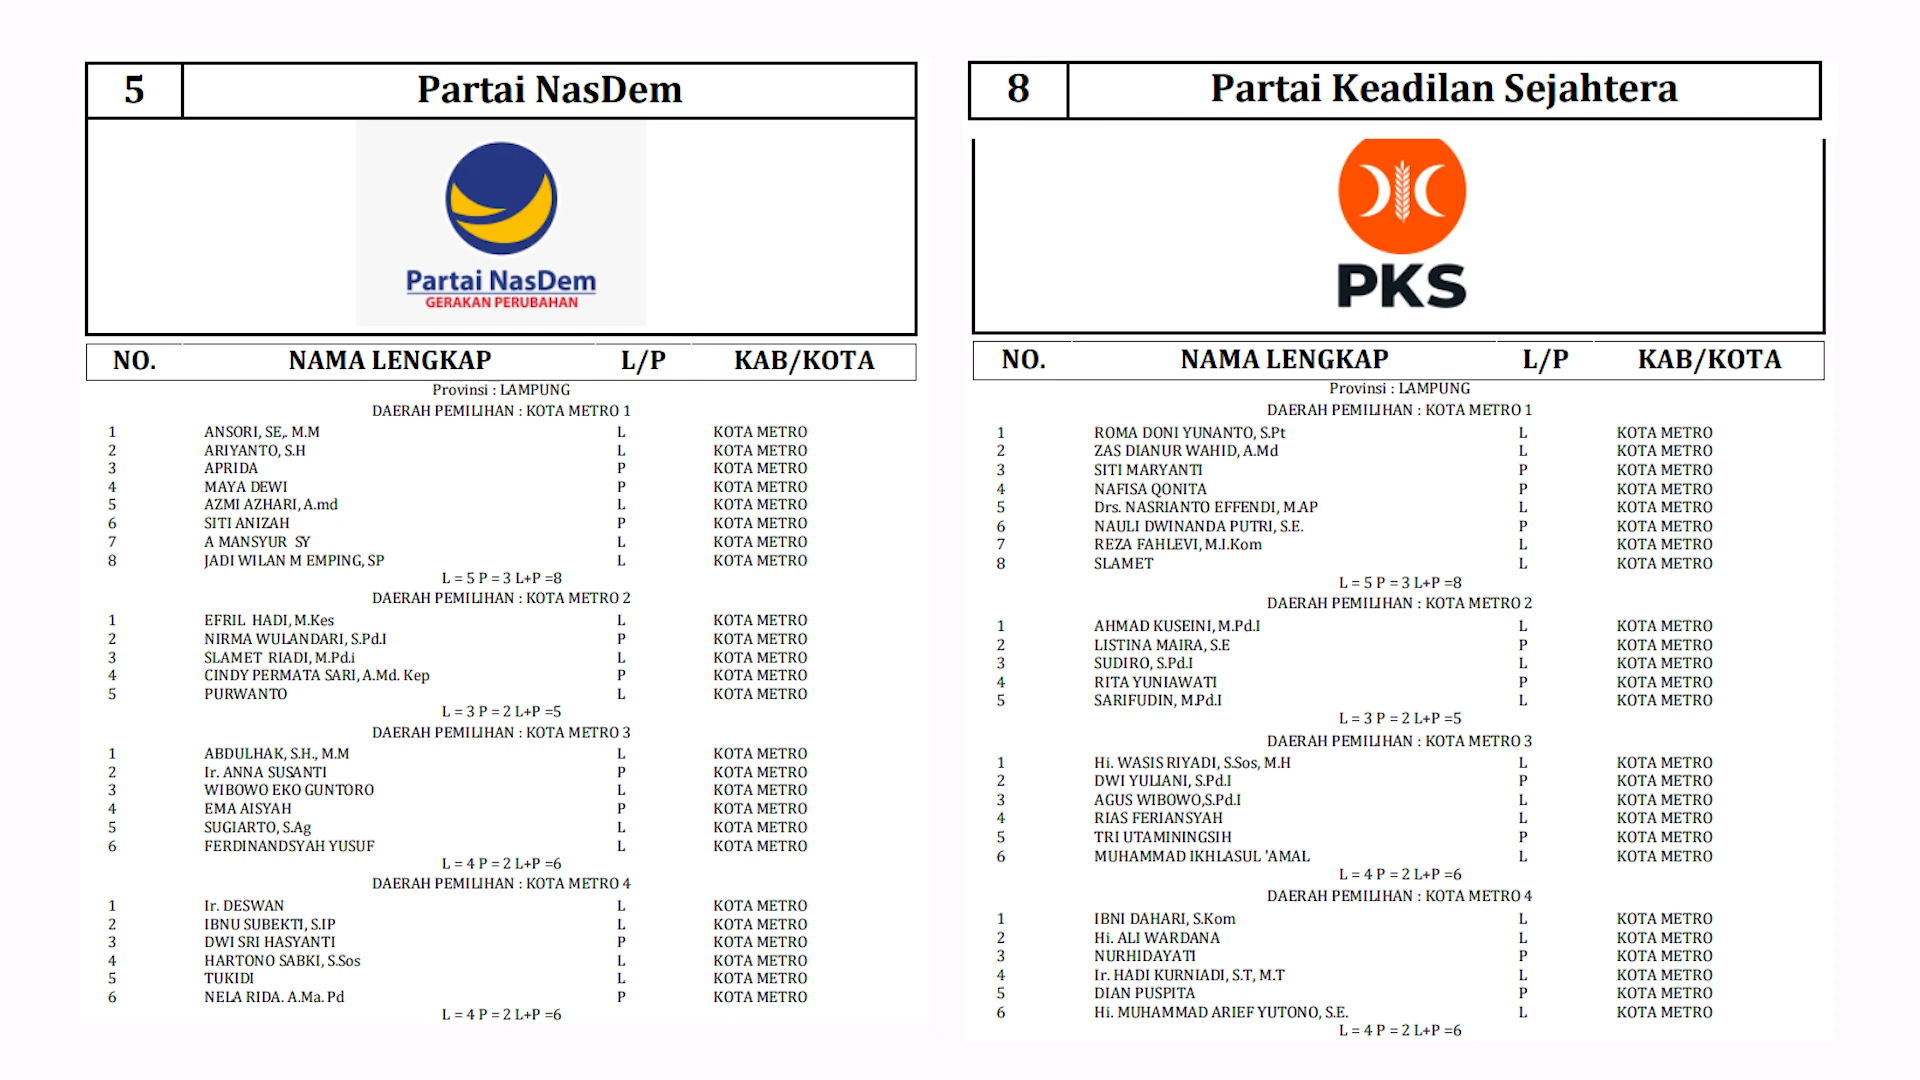 5 Partai NasDem
Partai NasDem
GERAKAN PERUBAHAN
NO. NAMA LENGKAP L/P KAB/KOTA
Provinsi : LAMPUNG
DAERAH PEMILIHAN : KOTA METRO 1
1 ANSORI, SE,. M.M L KOTA METRO
2 ARIYANTO, S.H L KOTA METRO
3 APRIDA P KOTA METRO
4 MAYA DEWI P KOTA METRO
5 AZMI AZHARI, A.md L KOTA METRO
6 SITI ANIZAH P KOTA METRO
7 A MANSYUR SY L KOTA METRO
8 JADI WILAN M EMPING, SP L KOTA METRO
L = 5 P = 3 L+P =8
DAERAH PEMILIHAN : KOTA METRO 2
1 EFRIL HADI, M.Kes L KOTA METRO
2 NIRMA WULANDARI, S.Pd.I P KOTA METRO
3 SLAMET RIADI, M.Pd.i L KOTA METRO
4 CINDY PERMATA SARI, A.Md. Kep P KOTA METRO
5 PURWANTO L KOTA METRO
L = 3 P = 2 L+P =5
DAERAH PEMILIHAN : KOTA METRO 3
1 ABDULHAK, S.H., M.M L KOTA METRO
2 Ir. ANNA SUSANTI P KOTA METRO
3 WIBOWO EKO GUNTORO L KOTA METRO
4 EMA AISYAH P KOTA METRO
5 SUGIARTO, S.Ag L KOTA METRO
6 FERDINANDSYAH YUSUF L KOTA METRO
L = 4 P = 2 L+P =6
DAERAH PEMILIHAN : KOTA METRO 4
1 Ir. DESWAN L KOTA METRO
2 IBNU SUBEKTI, S.IP L KOTA METRO
3 DWI SRI HASYANTI P KOTA METRO
4 HARTONO SABKI, S.Sos L KOTA METRO
5 TUKIDI L KOTA METRO
6 NELA RIDA. A.Ma. Pd P KOTA METRO
L = 4 P = 2 L+P =6
8 Partai Keadilan Sejahtera
PKS
NO. NAMA LENGKAP L/P KAB/KOTA
Provinsi : LAMPUNG
DAERAH PEMILIHAN : KOTA METRO 1
1 ROMA DONI YUNANTO, S.Pt L KOTA METRO
2 ZAS DIANUR WAHID, A.Md L KOTA METRO
3 SITI MARYANTI P KOTA METRO
4 NAFISA QONITA P KOTA METRO
5 Drs. NASRIANTO EFFENDI, M.AP L KOTA METRO
6 NAULI DWINANDA PUTRI, S.E. P KOTA METRO
7 REZA FAHLEVI, M.I.Kom L KOTA METRO
8 SLAMET L KOTA METRO
L = 5 P = 3 L+P =8
DAERAH PEMILIHAN : KOTA METRO 2
1 AHMAD KUSEINI, M.Pd.I L KOTA METRO
2 LISTINA MAIRA, S.E P KOTA METRO
3 SUDIRO, S.Pd.I L KOTA METRO
4 RITA YUNIAWATI P KOTA METRO
5 SARIFUDIN, M.Pd.I L KOTA METRO
L = 3 P = 2 L+P =5
DAERAH PEMILIHAN : KOTA METRO 3
1 Hi. WASIS RIYADI, S.Sos, M.H L KOTA METRO
2 DWI YULIANI, S.Pd.I P KOTA METRO
3 AGUS WIBOWO,S.Pd.I L KOTA METRO
4 RIAS FERIANSYAH L KOTA METRO
5 TRI UTAMININGSIH P KOTA METRO
6 MUHAMMAD IKHLASUL 'AMAL L KOTA METRO
L = 4 P = 2 L+P =6
DAERAH PEMILIHAN : KOTA METRO 4
1 IBNI DAHARI, S.Kom L KOTA METRO
2 Hi. ALI WARDANA L KOTA METRO
3 NURHIDAYATI P KOTA METRO
4 Ir. HADI KURNIADI, S.T, M.T L KOTA METRO
5 DIAN PUSPITA P KOTA METRO
6 Hi. MUHAMMAD ARIEF YUTONO, S.E. L KOTA METRO
L = 4 P = 2 L+P =6